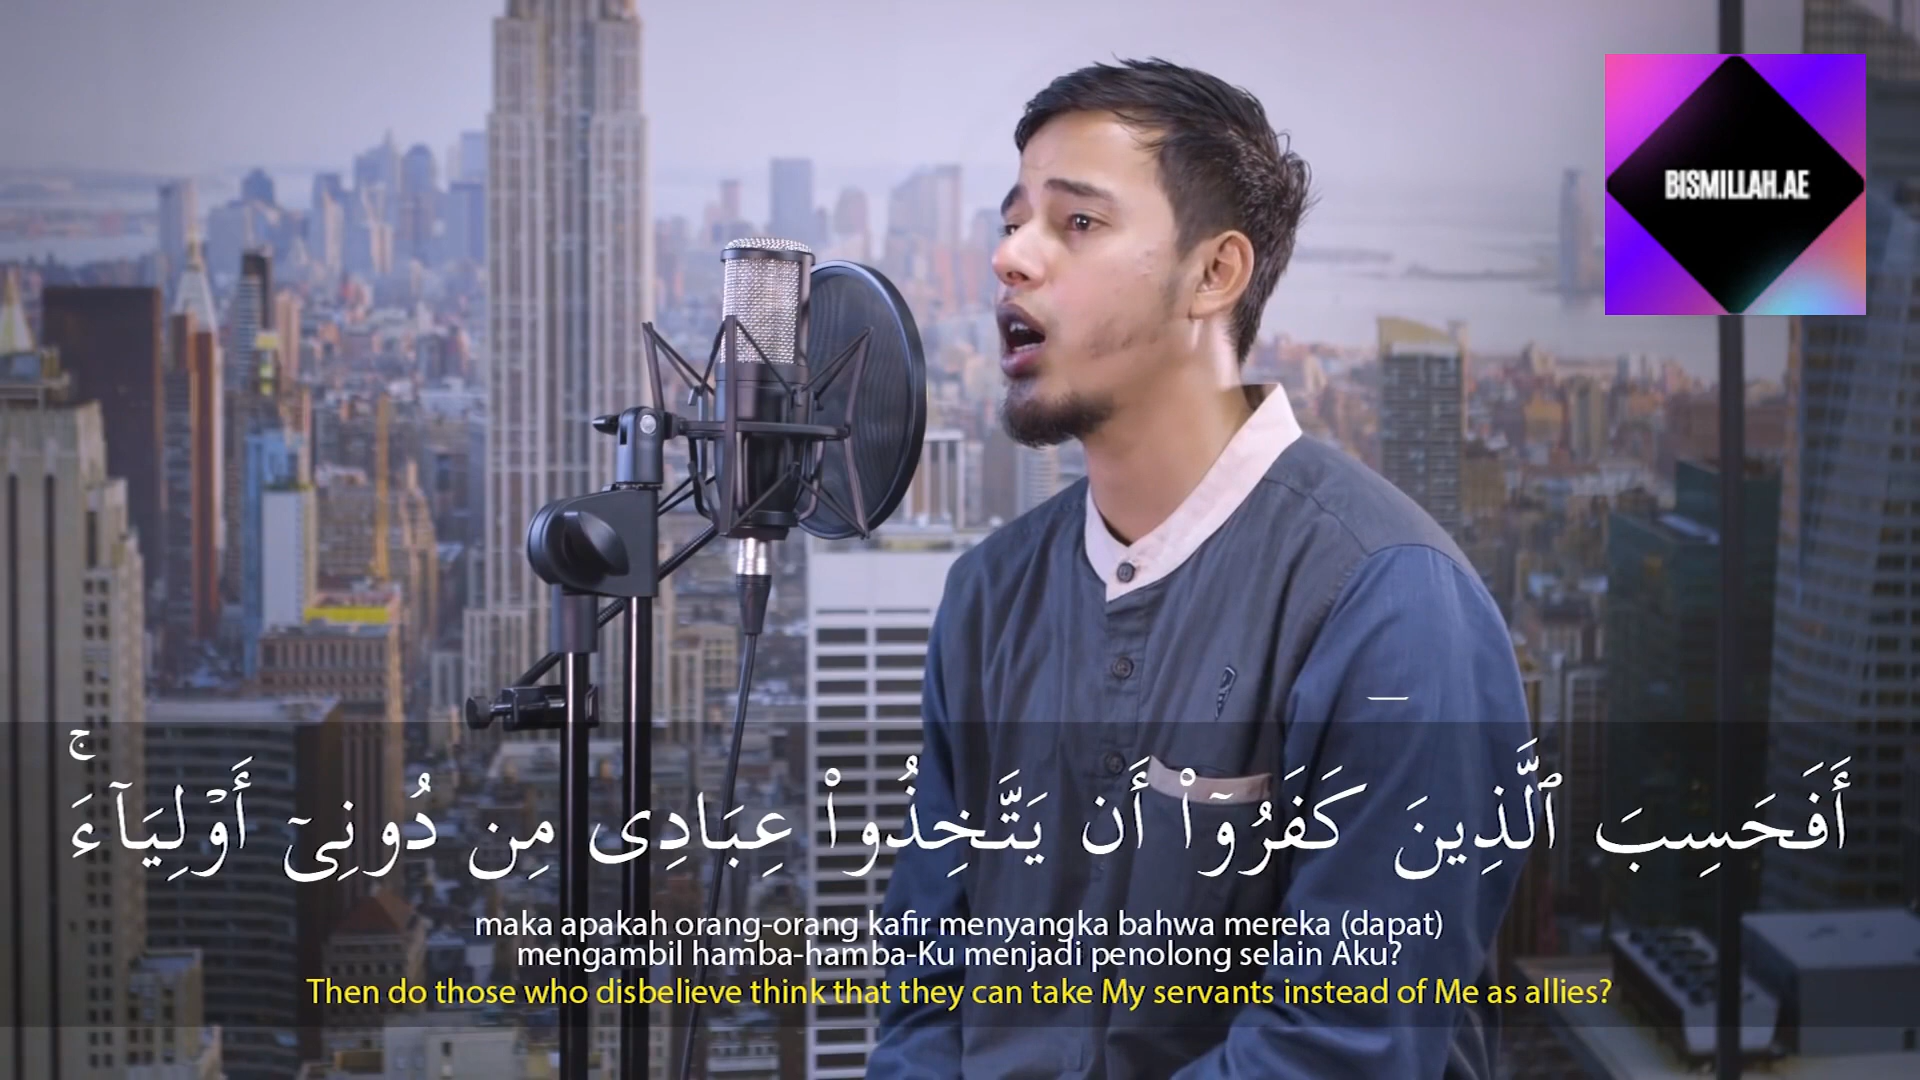 BISMILLAH.AE
أَفَحَسِبَ ٱلَّذِينَ كَفَرُوٓا۟ أَن يَتَّخِذُوا۟ عِبَادِى مِن دُونِىٓ أَوْلِيَآءَ ۚ
maka apakah orang-orang kafir menyangka bahwa mereka (dapat)
mengambil hamba-hamba-Ku menjadi penolong selain Aku?
Then do those who disbelieve think that they can take My servants instead of Me as allies?